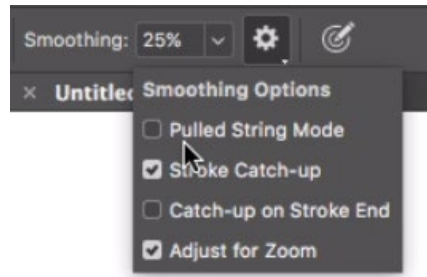 Smoothing: 25%
× Untitled Smoothing Options
Pulled String Mode
Stroke Catch-up
Catch-up on Stroke End
Adjust for Zoom